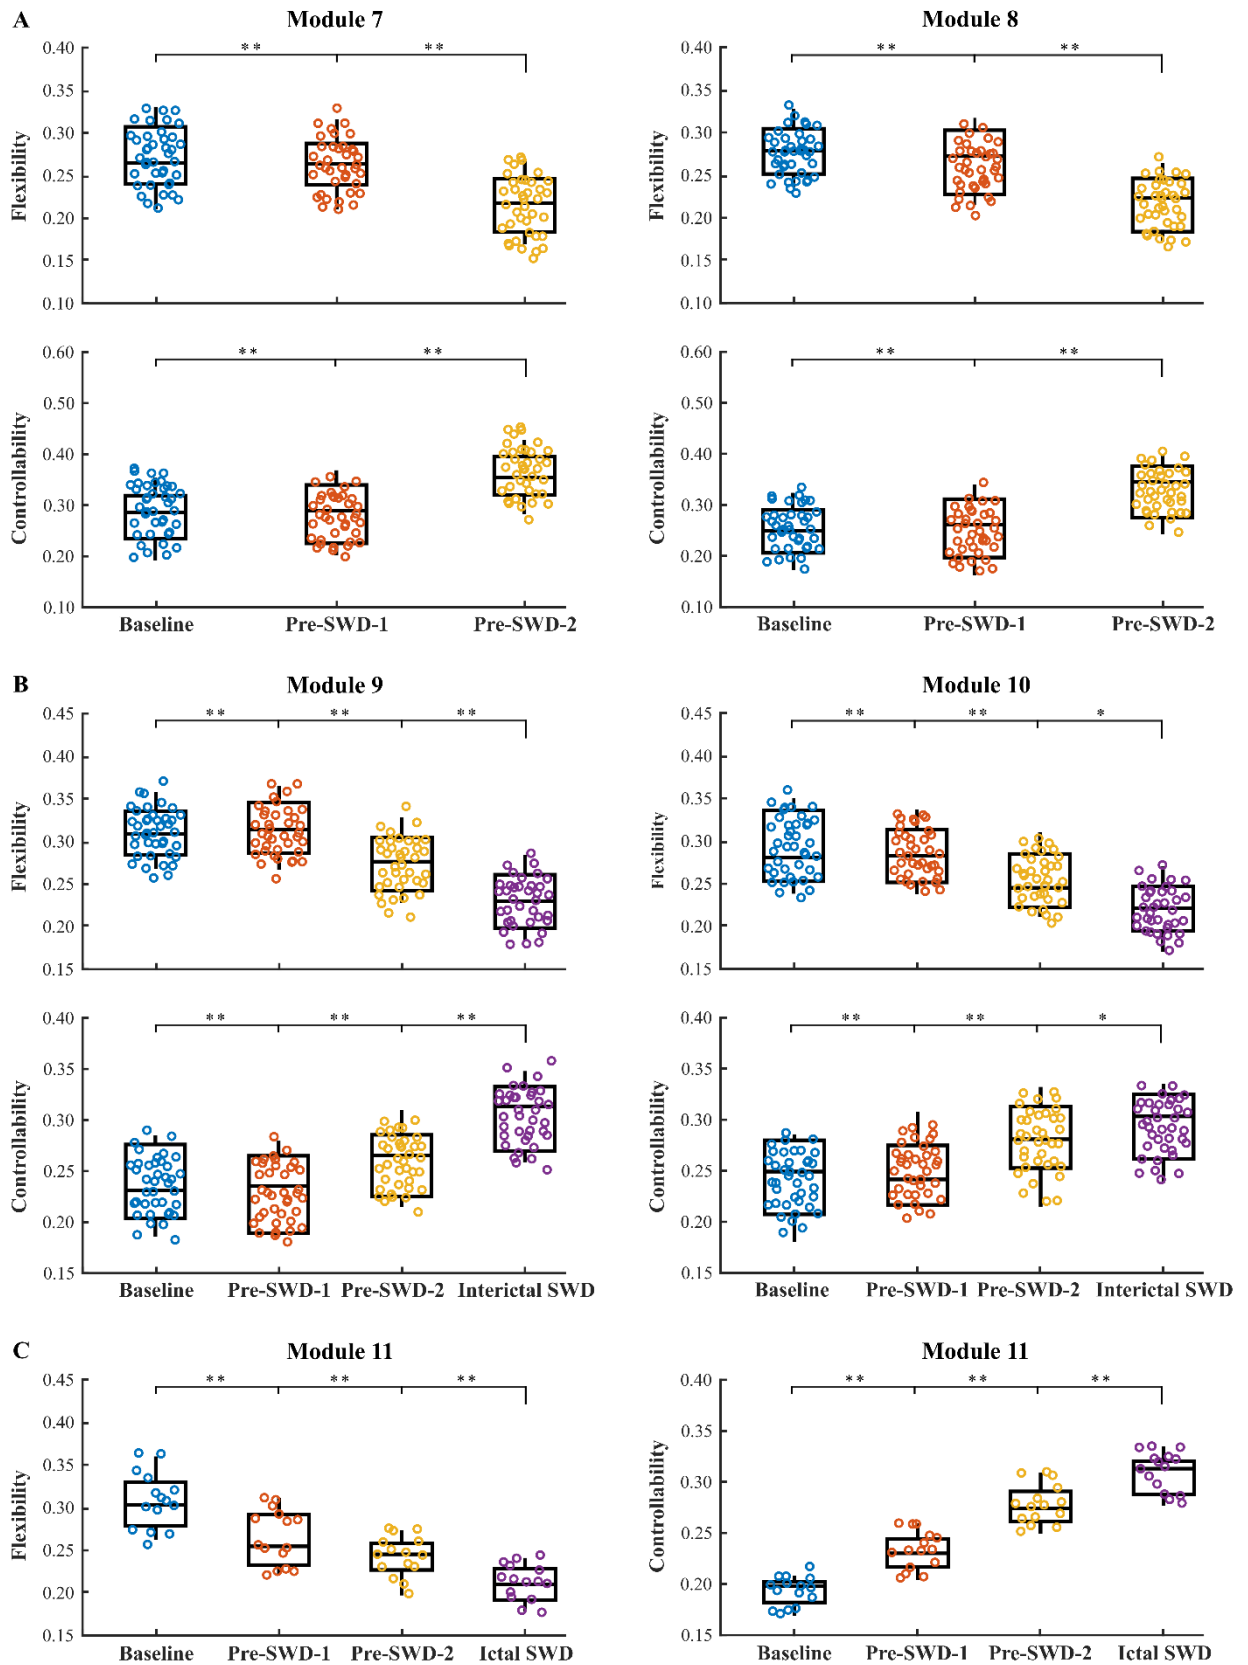 A
Module 7
Module 8
0.40
0.35
0.30
0.25
0.20
0.15
0.10
Flexibility
** **
0.40
0.35
0.30
0.25
0.20
0.15
0.10
Flexibility
** **
0.60
0.50
0.40
0.30
0.20
0.10
Controllability
** **
Baseline Pre-SWD-1 Pre-SWD-2
0.60
0.50
0.40
0.30
0.20
0.10
Controllability
** **
Baseline Pre-SWD-1 Pre-SWD-2
B
Module 9
Module 10
0.45
0.40
0.35
0.30
0.25
0.20
0.15
Flexibility
** ** **
0.45
0.40
0.35
0.30
0.25
0.20
0.15
Flexibility
** ** *
0.40
0.35
0.30
0.25
0.20
0.15
Controllability
** ** **
Baseline Pre-SWD-1 Pre-SWD-2 Interictal SWD
0.40
0.35
0.30
0.25
0.20
0.15
Controllability
** ** *
Baseline Pre-SWD-1 Pre-SWD-2 Interictal SWD
C
Module 11
Module 11
0.45
0.40
0.35
0.30
0.25
0.20
0.15
Flexibility
** ** **
Baseline Pre-SWD-1 Pre-SWD-2 Ictal SWD
0.40
0.35
0.30
0.25
0.20
0.15
Controllability
** ** **
Baseline Pre-SWD-1 Pre-SWD-2 Ictal SWD